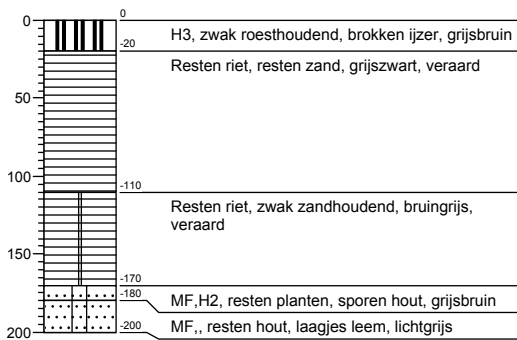 0
0
H3, zwak roesthoudend, brokken ijzer, grijsbruin
-20
Resten riet, resten zand, grijszwart, veraard
50
100
-110
Resten riet, zwak zandhoudend, bruingrijs,
veraard
150
-170
-180
MF,H2, resten planten, sporen hout, grijsbruin
200
-200
MF,, resten hout, laagjes leem, lichtgrijs